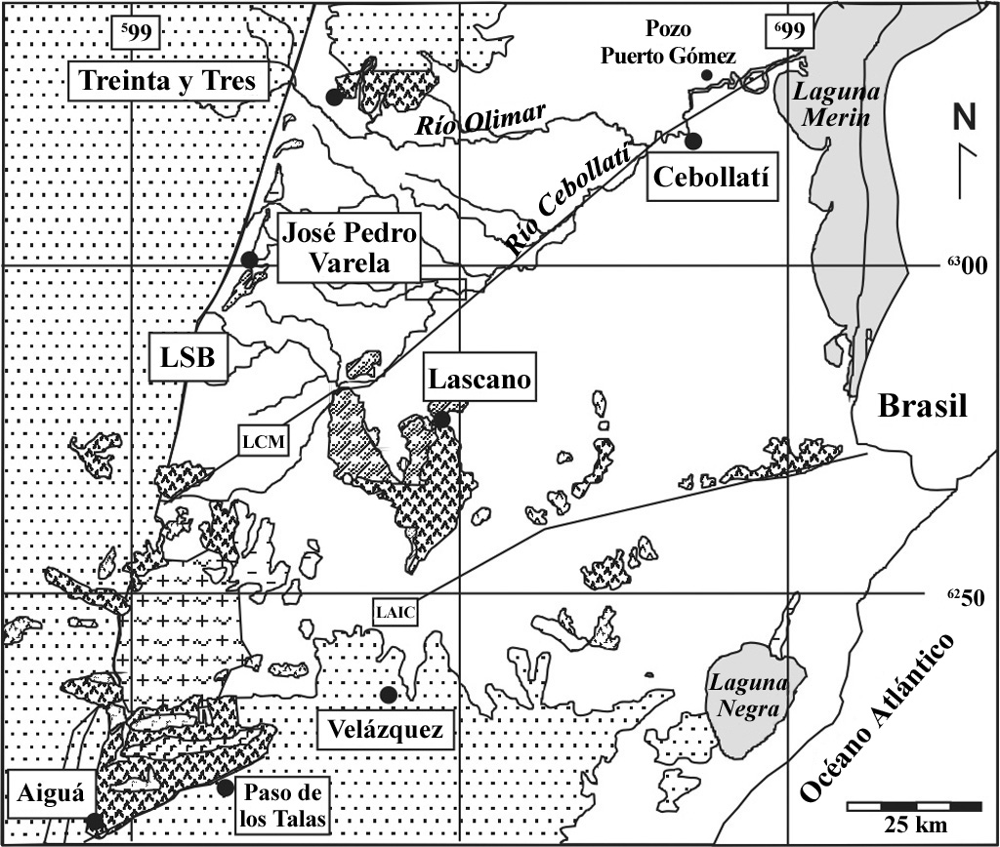 ⁵99
⁶99
Pozo
Puerto Gómez
Treinta y Tres
Laguna
Merin
Río Olimar
N
Cebollatí
Río Cebollatí
José Pedro
Varela
⁶³00
LSB
Lascano
Brasil
LCM
⁶²50
LAIC
Laguna
Negra
Velázquez
Océano Atlántico
Aiguá
Paso de
los Talas
25 km